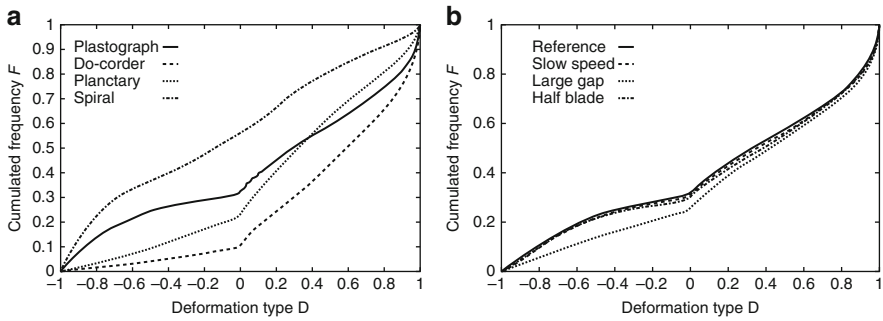 a
Plastograph
Do-corder
Planctary
Spiral
Cumulated frequency F
1
0.9
0.8
0.7
0.6
0.5
0.4
0.3
0.2
0.1
0
−1 −0.8 −0.6 −0.4 −0.2 0 0.2 0.4 0.6 0.8 1
Deformation type D
b
Reference
Slow speed
Large gap
Half blade
Cumulated frequency F
1
0.8
0.6
0.4
0.2
0
−1 −0.8 −0.6 −0.4 −0.2 0 0.2 0.4 0.6 0.8 1
Deformation type D